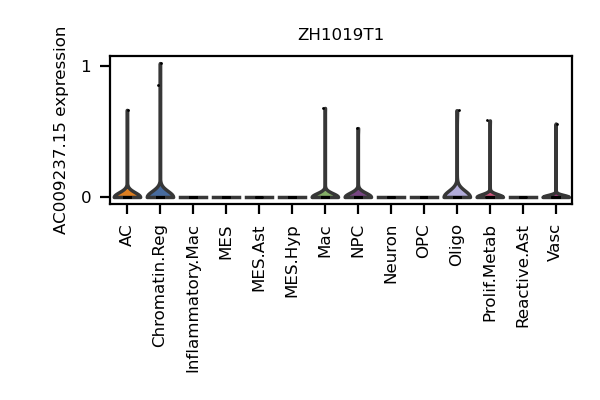 ZH1019T1
AC009237.15 expression
1
0
AC
Chromatin.Reg
Inflammatory.Mac
MES
MES.Ast
MES.Hyp
Mac
NPC
Neuron
OPC
Oligo
Prolif.Metab
Reactive.Ast
Vasc